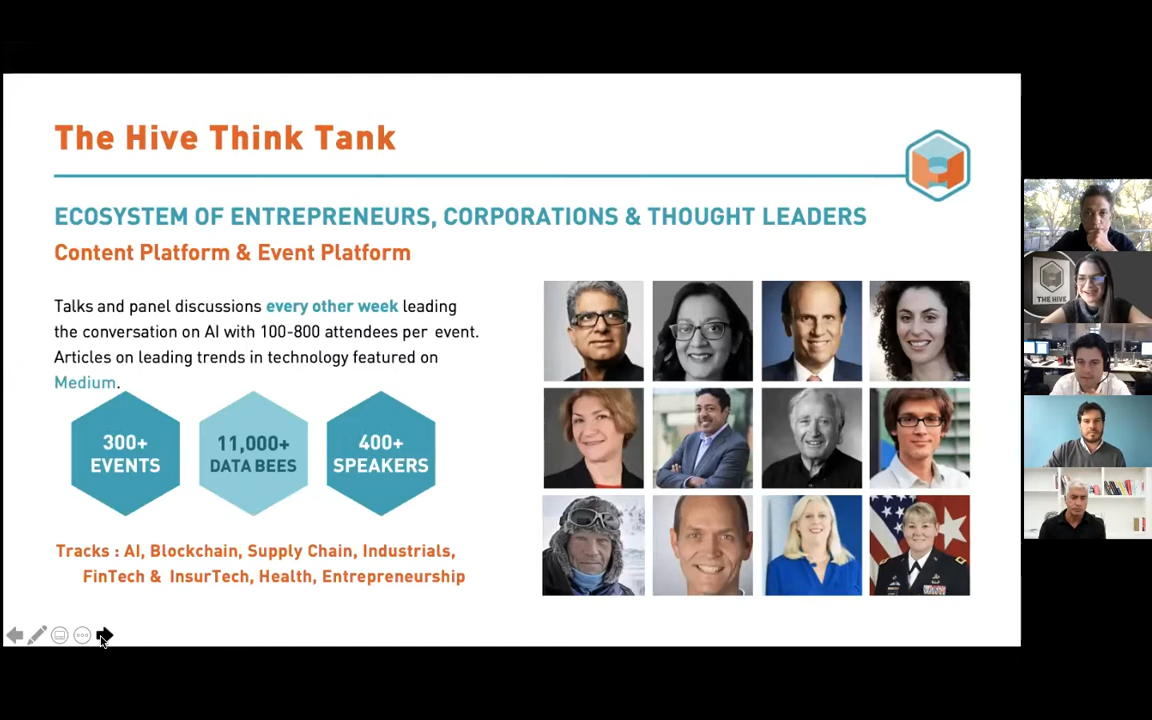 The Hive Think Tank
ECOSYSTEM OF ENTREPRENEURS, CORPORATIONS & THOUGHT LEADERS
Content Platform & Event Platform
Talks and panel discussions every other week leading
the conversation on AI with 100-800 attendees per event.
Articles on leading trends in technology featured on
Medium.
300+
EVENTS
11,000+
DATA BEES
400+
SPEAKERS
Tracks : AI, Blockchain, Supply Chain, Industrials,
FinTech & InsurTech, Health, Entrepreneurship
THE HIVE